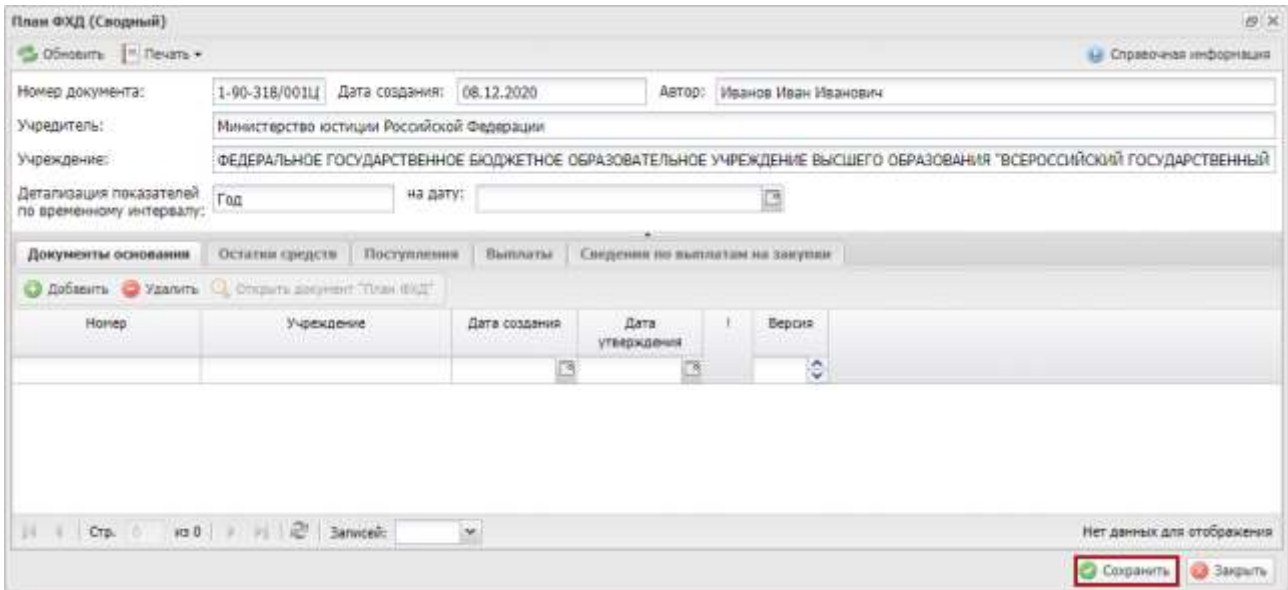 План ФХД (Сводный)
Обновить Печать Справочная информация
Номер документа: 1-90-318/001Ц Дата создания: 08.12.2020 Автор: Иванов Иван Иванович
Учредитель: Министерство юстиции Российской Федерации
Учреждение: ФЕДЕРАЛЬНОЕ ГОСУДАРСТВЕННОЕ БЮДЖЕТНОЕ ОБРАЗОВАТЕЛЬНОЕ УЧРЕЖДЕНИЕ ВЫСШЕГО ОБРАЗОВАНИЯ "ВСЕРОССИЙСКИЙ ГОСУДАРСТВЕННЫЙ
Детализация показателей
по временному интервалу: Год на дату:
Документы основания Остатки средств Поступления Выплаты Сведения по выплатам на закупки
Добавить Удалить Открыть документ "План ФХД"
Номер Учреждение Дата создания Дата ! Версия
утверждения
Стр. 0 из 0 Записей: Нет данных для отображения
Сохранить Закрыть